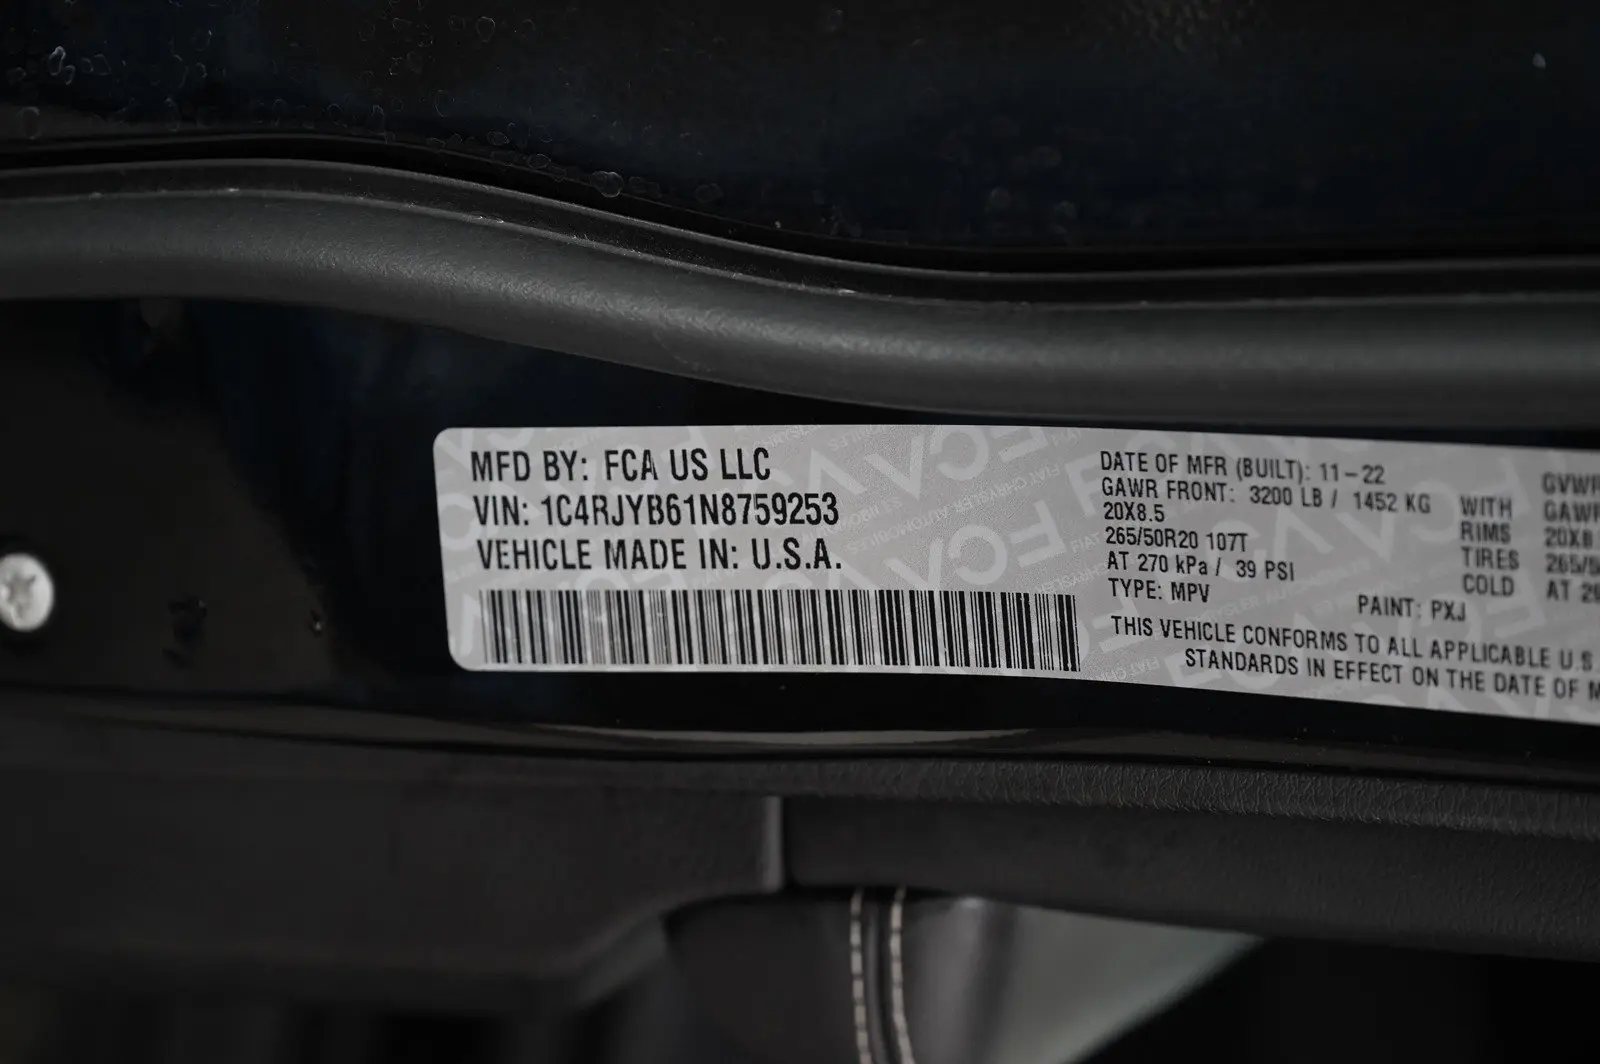 MFD BY: FCA US LLC
VIN: 1C4RJYB61N8759253
VEHICLE MADE IN: U.S.A.
DATE OF MFR (BUILT): 11-22
GAWR FRONT: 3200 LB / 1452 KG WITH
20X8.5 RIMS
265/50R20 107T TIRES
AT 270 kPa / 39 PSI COLD
TYPE: MPV
PAINT: PXJ
THIS VEHICLE CONFORMS TO ALL APPLICABLE U.S.
STANDARDS IN EFFECT ON THE DATE OF